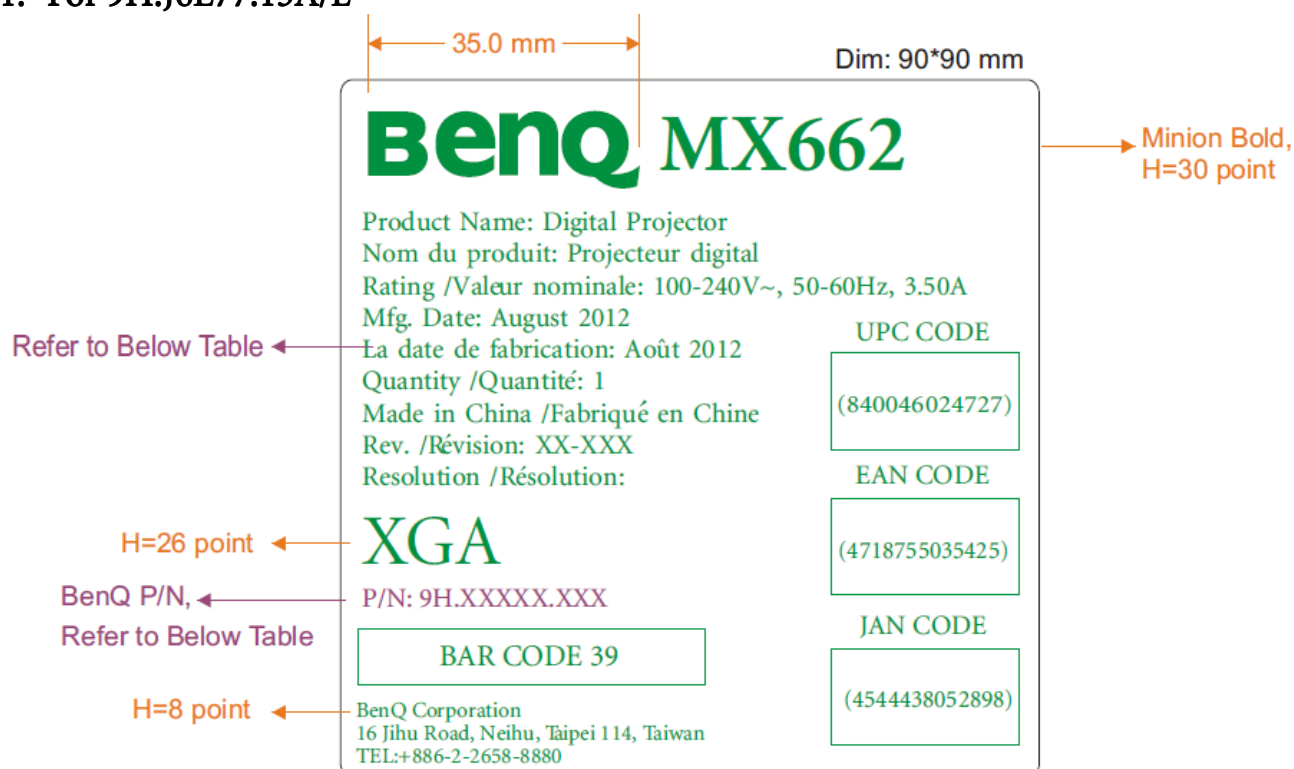 35.0 mm
Dim: 90*90 mm
BenQ MX662
Minion Bold,
H=30 point
Product Name: Digital Projector
Nom du produit: Projecteur digital
Rating /Valeur nominale: 100-240V~, 50-60Hz, 3.50A
Mfg. Date: August 2012
Refer to Below Table
La date de fabrication: Août 2012
Quantity /Quantité: 1
Made in China /Fabriqué en Chine
Rev. /Révision: XX-XXX
Resolution /Résolution:
UPC CODE
(840046024727)
EAN CODE
(4718755035425)
H=26 point
XGA
BenQ P/N,
Refer to Below Table
P/N: 9H.XXXXX.XXX
BAR CODE 39
JAN CODE
(4544438052898)
H=8 point
BenQ Corporation
16 Jihu Road, Neihu, Taipei 114, Taiwan
TEL:+886-2-2658-8880